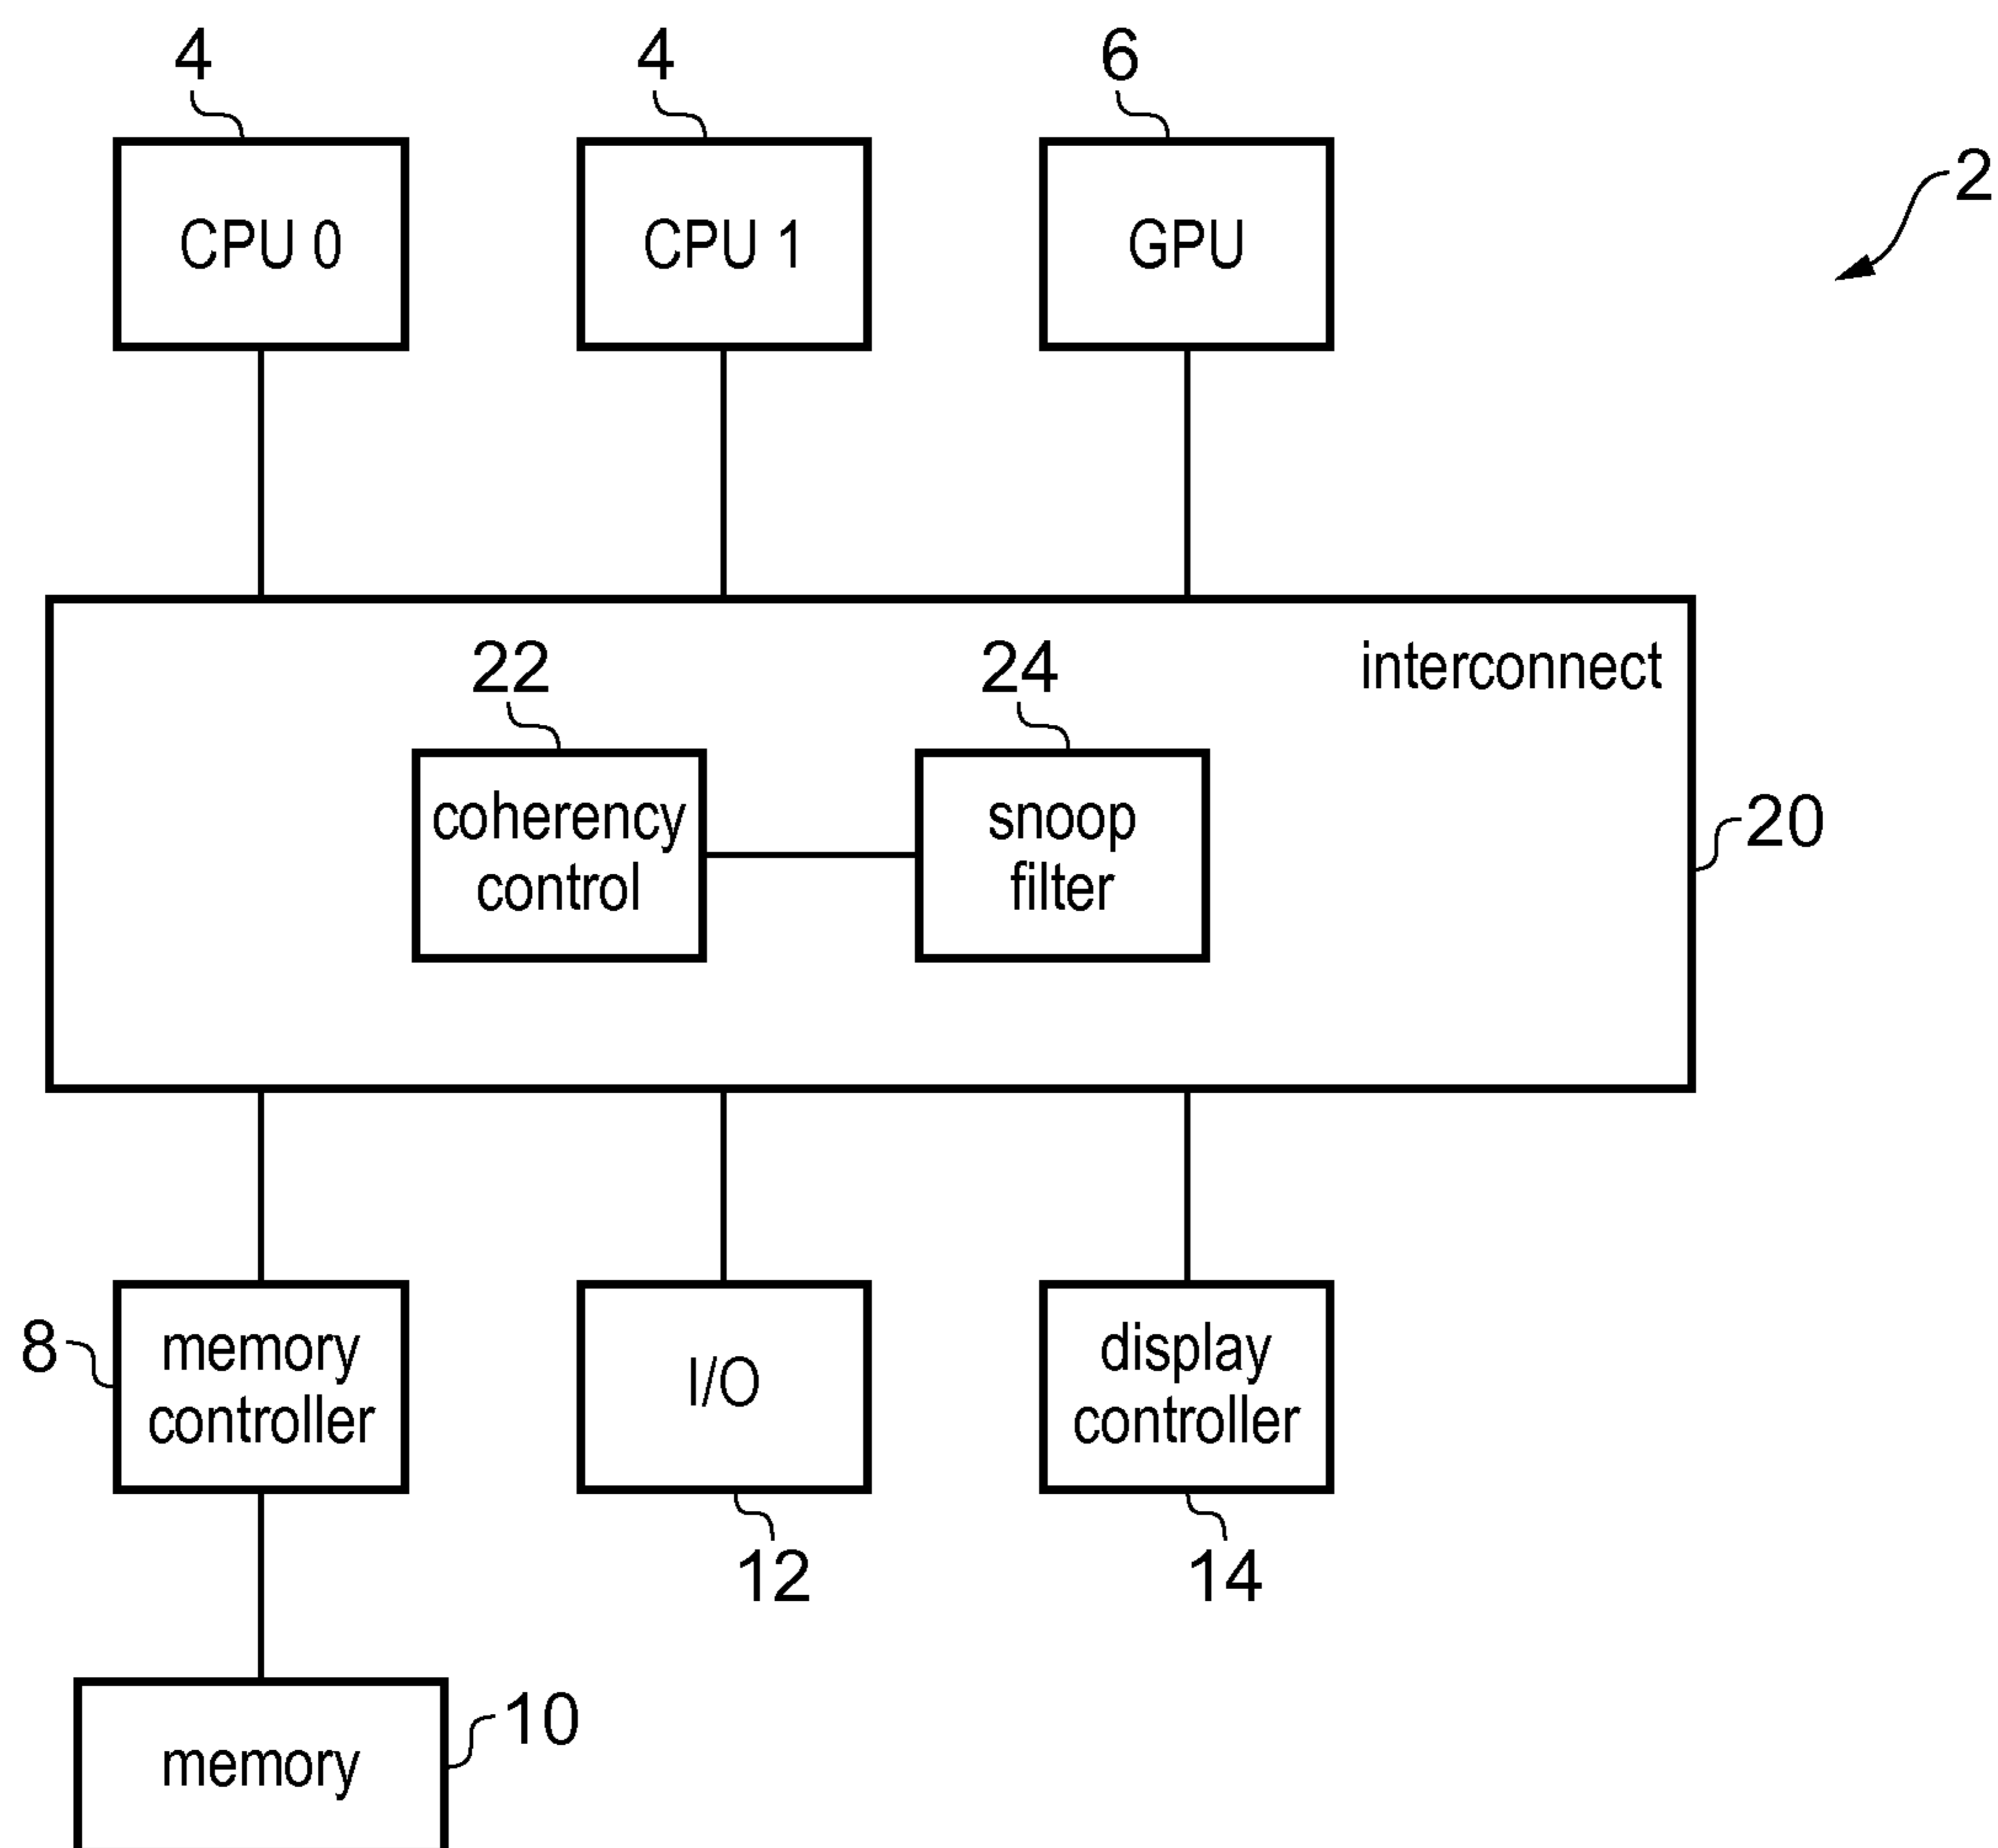 4
4
6
2
CPU 0
CPU 1
GPU
interconnect
22
24
coherency
control
snoop
filter
20
8
memory
controller
I/O
display
controller
12
14
10
memory